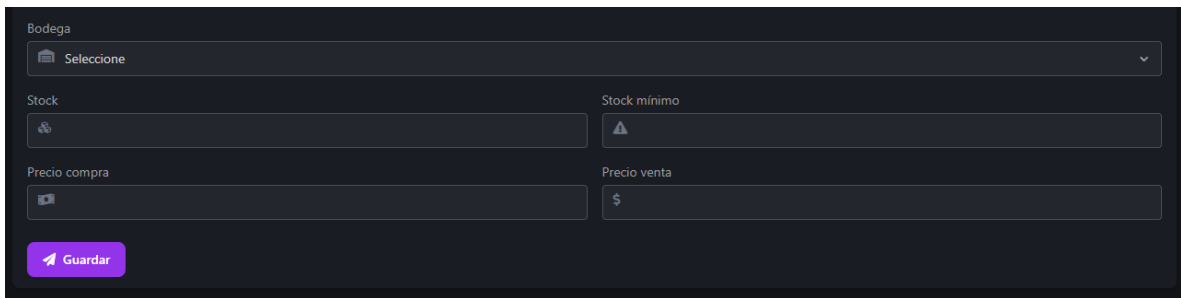 Bodega
Seleccione
Stock
Stock mínimo
Precio compra
Precio venta
$
Guardar